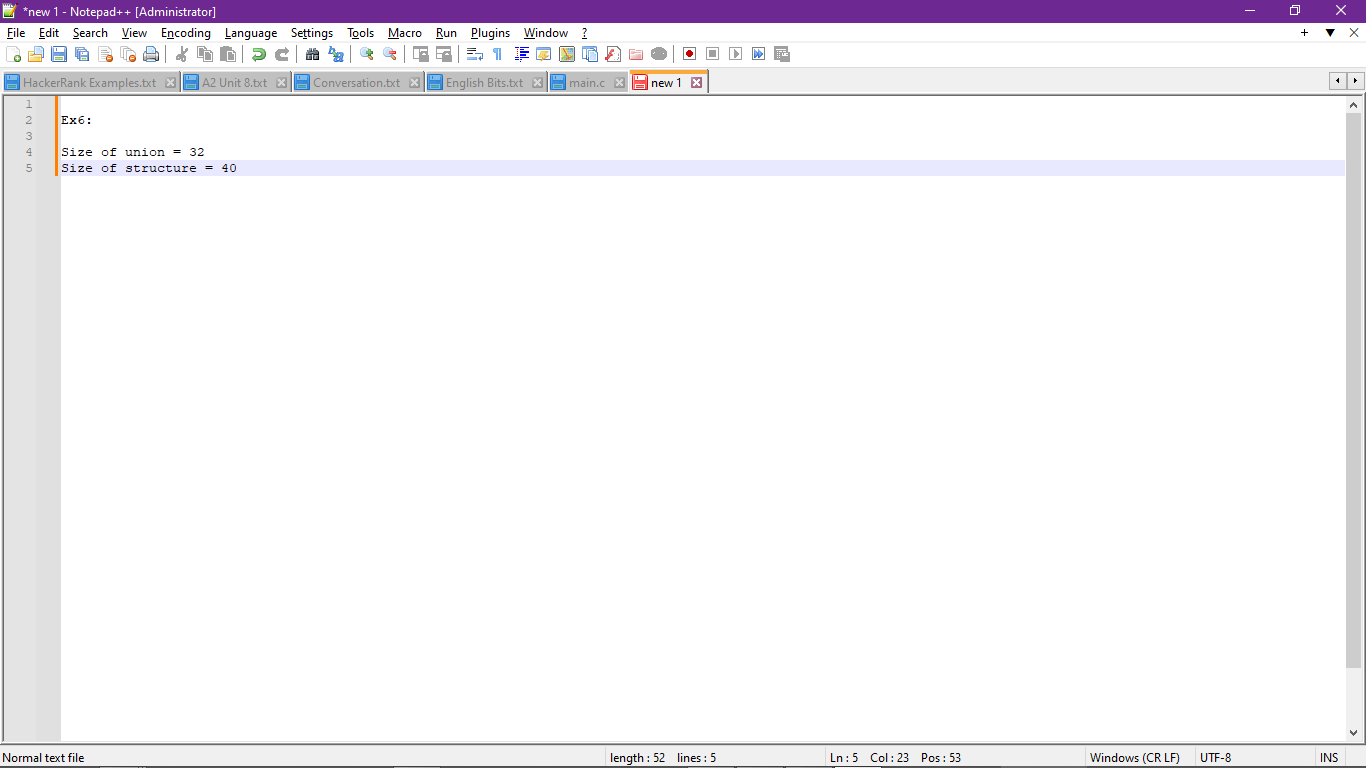 *new 1 - Notepad++ [Administrator]
File Edit Search View Encoding Language Settings Tools Macro Run Plugins Window ?
HackerRank Examples.txt A2 Unit 8.txt Conversation.txt English Bits.txt main.c new 1
1
2 Ex6:
3
4 Size of union = 32
5 Size of structure = 40
Normal text file length : 52 lines : 5 Ln : 5 Col : 23 Pos : 53 Windows (CR LF) UTF-8 INS